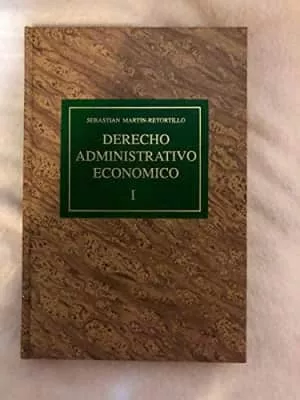 SEBASTIAN MARTIN-RETORTILLO
DERECHO
ADMINISTRATIVO
ECONOMICO
I